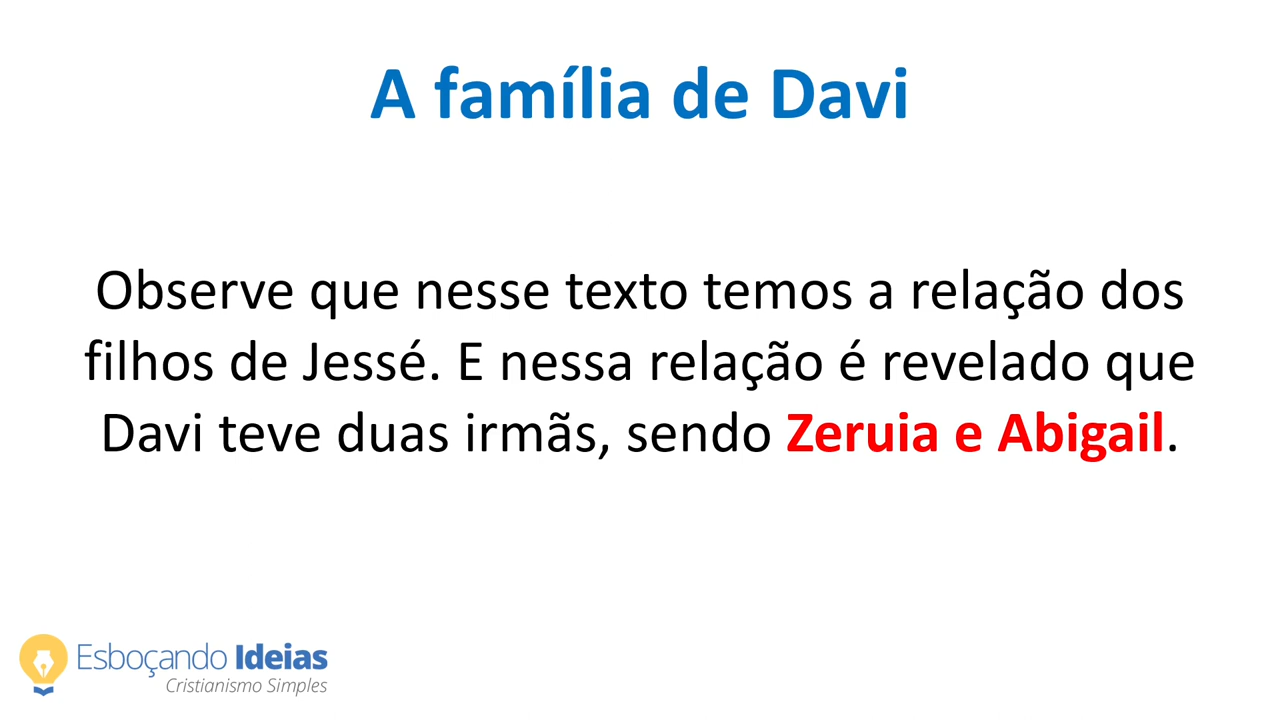 A família de Davi
Observe que nesse texto temos a relação dos
filhos de Jessé. E nessa relação é revelado que
Davi teve duas irmãs, sendo Zeruia e Abigail.
Esboçando Ideias
Cristianismo Simples